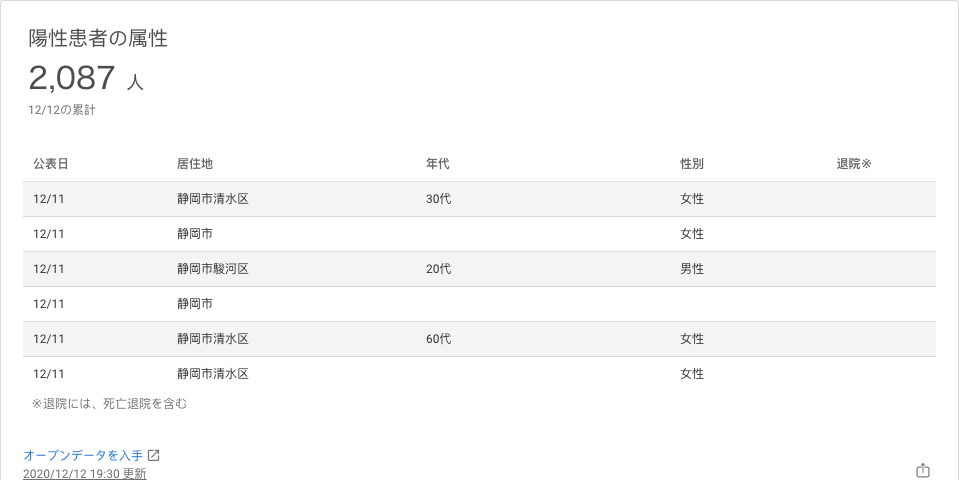 陽性患者の属性
2,087 人
12/12の累計
公表日 居住地 年代 性別 退院※
12/11 静岡市清水区 30代 女性
12/11 静岡市 女性
12/11 静岡市駿河区 20代 男性
12/11 静岡市
12/11 静岡市清水区 60代 女性
12/11 静岡市清水区 女性
※退院には、死亡退院を含む
オープンデータを入手
2020/12/12 19:30 更新